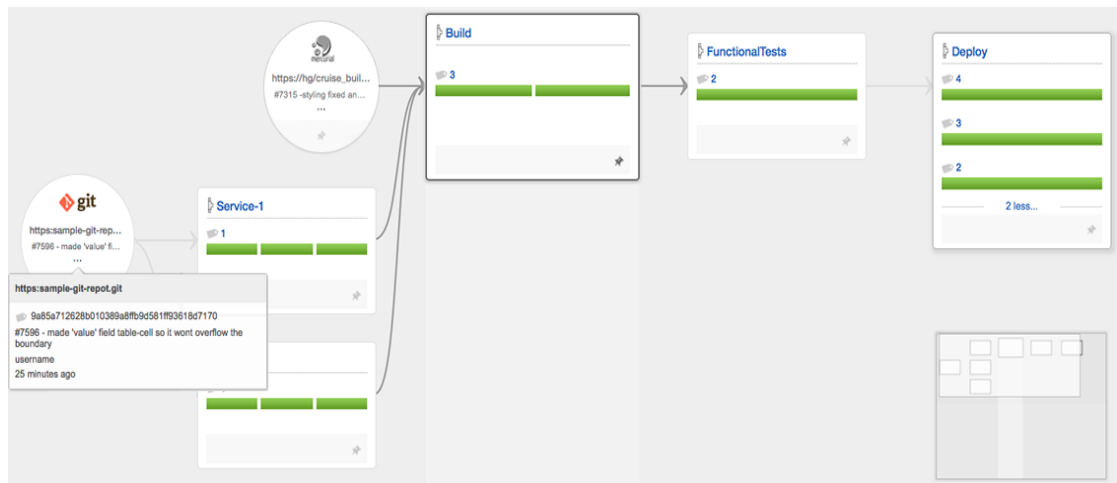 mercurial
https://hg/cruise_buil...
#7315 -styling fixed an...
...
Build
3
FunctionalTests
2
Deploy
4
3
2
2 less...
git
https:sample-git-rep...
#7596 - made 'value' fi...
...
Service-1
1
https:sample-git-repot.git
9a85a712628b010389a8ffb9d581ff93618d7170
#7596 - made 'value' field table-cell so it wont overflow the
boundary
username
25 minutes ago